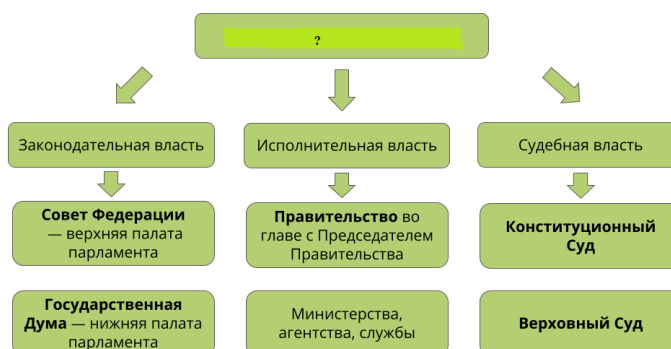 ?
Законодательная власть
Исполнительная власть
Судебная власть
Совет Федерации
— верхняя палата
парламента
Правительство во
главе с Председателем
Правительства
Конституционный
Суд
Государственная
Дума — нижняя палата
парламента
Министерства,
агентства, службы
Верховный Суд